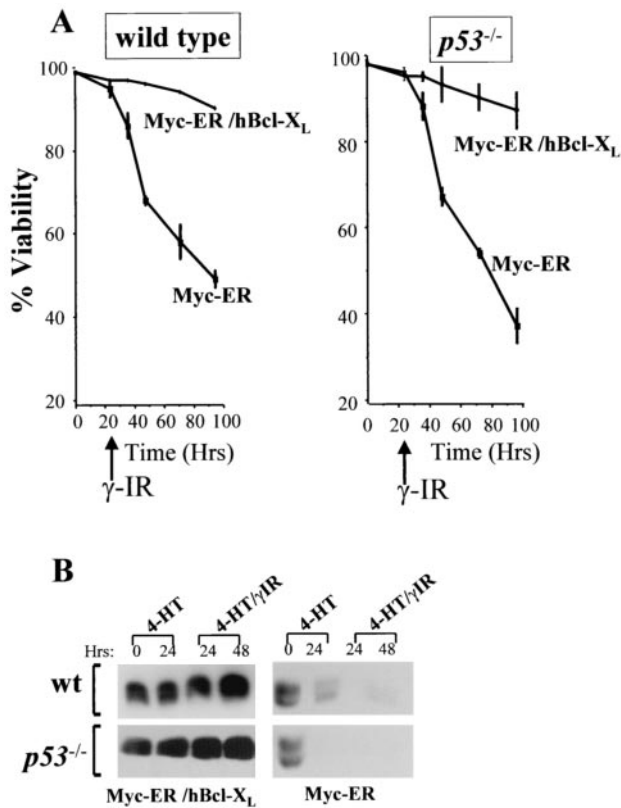 A
wild type
p53-/-
% Viability
100
80
60
40
20
Myc-ER /hBcl-XL
Myc-ER
0 20 40 60 80 100
Time (Hrs)
γ-IR
100
80
60
40
20
Myc-ER /hBcl-XL
Myc-ER
0 20 40 60 80 100
Time (Hrs)
γ-IR
B
4-HT 4-HT/γIR 4-HT 4-HT/γIR
Hrs: 0 24 24 48 0 24 24 48
wt
p53-/-
Myc-ER /hBcl-XL Myc-ER